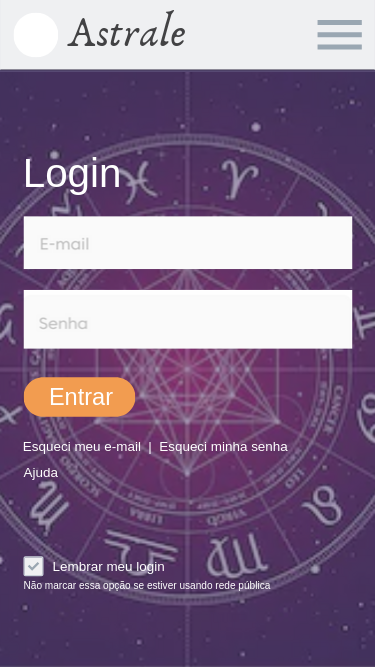 Astrale
Login
E-mail
Senha
Entrar
Esqueci meu e-mail | Esqueci minha senha
Ajuda
Lembrar meu login
Não marcar essa opção se estiver usando rede pública